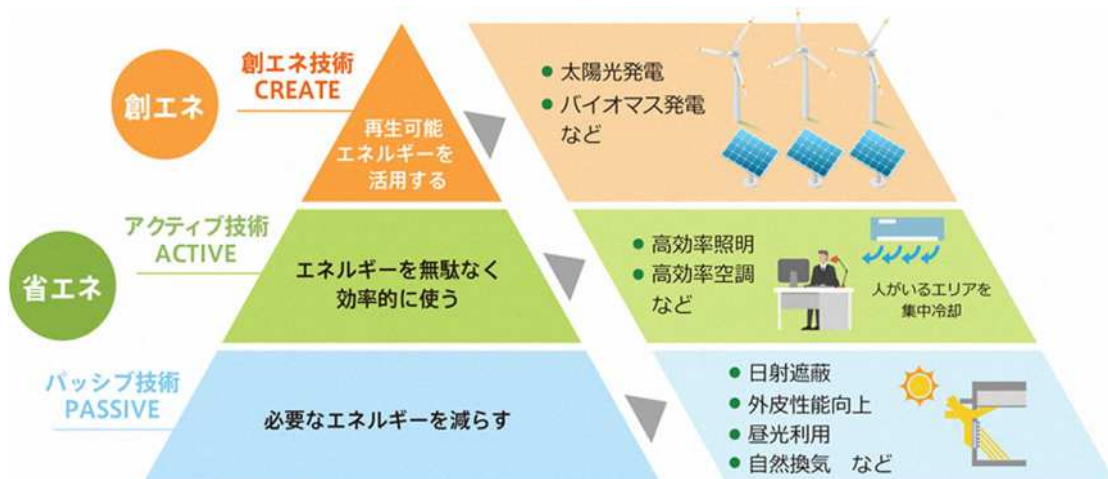 創エネ
創エネ技術
CREATE
再生可能
エネルギーを
活用する
● 太陽光発電
● バイオマス発電
など
省エネ
アクティブ技術
ACTIVE
エネルギーを無駄なく
効率的に使う
● 高効率照明
● 高効率空調
など
人がいるエリアを
集中冷却
パッシブ技術
PASSIVE
必要なエネルギーを減らす
● 日射遮蔽
● 外皮性能向上
● 昼光利用
● 自然換気 など